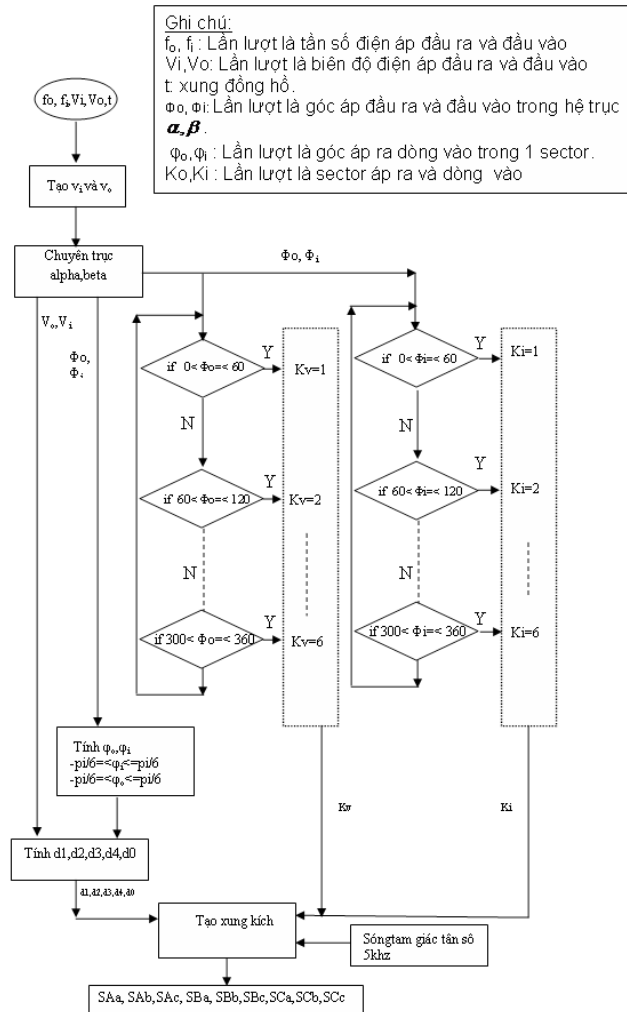 Ghi chú:
fo, fi : Lần lượt là tần số điện áp đầu ra và đầu vào
Vi,Vo: Lần lượt là biên độ điện áp đầu ra và đầu vào
t: xung đồng hồ.
Φo, Φi: Lần lượt là góc áp đầu ra và đầu vào trong hệ trục
α,β .
φo,φi : Lần lượt là góc áp ra dòng vào trong 1 sector.
Ko,Ki : Lần lượt là sector áp ra và dòng vào
fo, fi,Vi,Vo,t
Tạo vi và vo
Chuyên trục
alpha,beta
Φo, Φi
Vo,Vi
Φo,
Φi
if 0< Φo=< 60
Y
Kv=1
N
if 60< Φo=< 120
Y
Kv=2
N
if 300< Φo=< 360
Y
Kv=6
if 0< Φi=< 60
Y
Ki=1
N
if 60< Φi=< 120
Y
Ki=2
N
if 300< Φi=< 360
Y
Ki=6
Tính φo,φi
-pi/6=<φi<=pi/6
-pi/6=<φo<=pi/6
Kv
Ki
Tính d1,d2,d3,d4,d0
d1,d2,d3,d4,d0
Tạo xung kích
Sóngtam giác tân sô
5khz
SAa, SAb,SAc, SBa, SBb,SBc,SCa,SCb,SCc